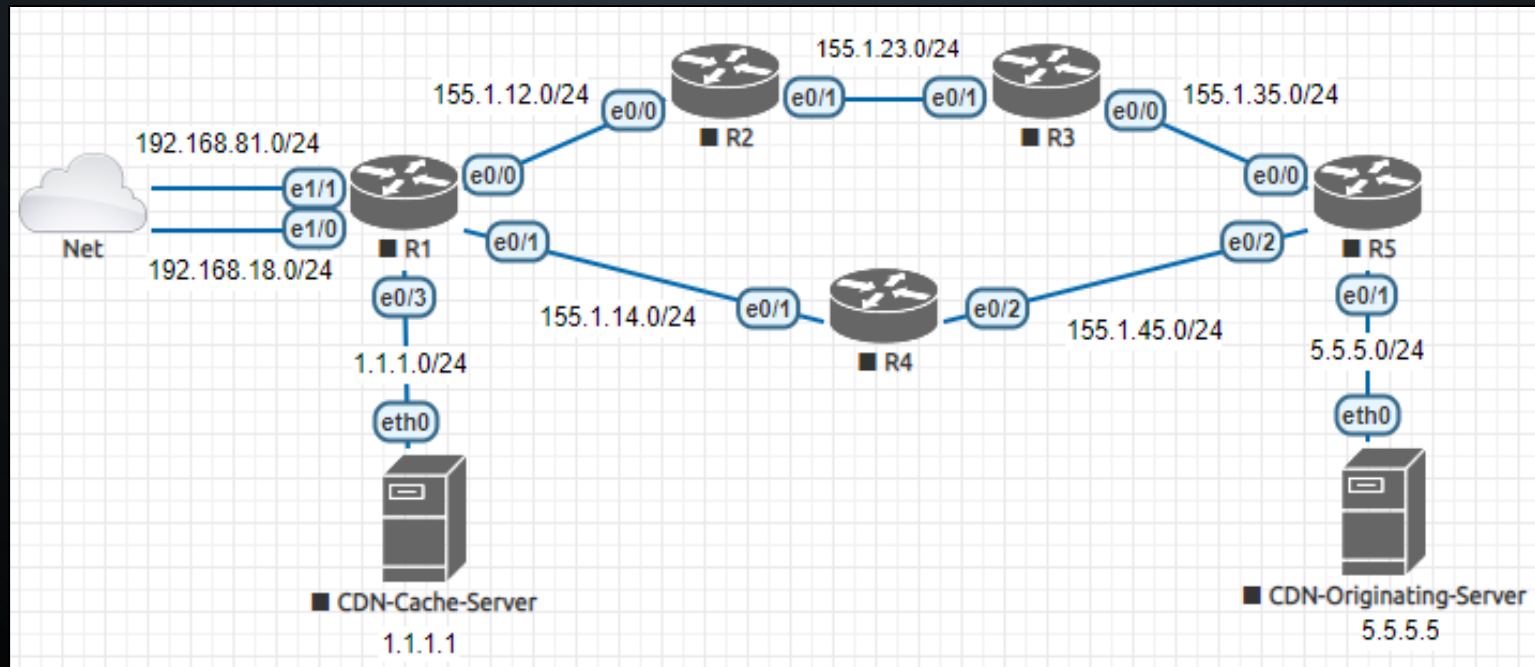 155.1.23.0/24
155.1.12.0/24
e0/0
e0/1
e0/1
e0/0
155.1.35.0/24
■ R2
■ R3
192.168.81.0/24
e1/1
e0/0
e0/0
e1/0
Net
■ R1
e0/1
e0/2
■ R5
192.168.18.0/24
e0/3
155.1.14.0/24
e0/1
e0/2
155.1.45.0/24
e0/1
■ R4
1.1.1.0/24
5.5.5.0/24
eth0
eth0
■ CDN-Cache-Server
1.1.1.1
■ CDN-Originating-Server
5.5.5.5